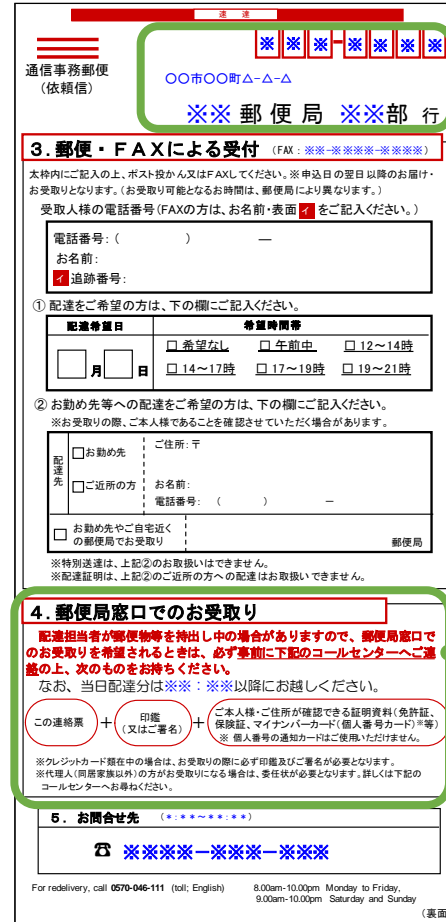 速 達
※※※-※※※※
通信事務郵便
(依頼信)
〇〇市〇〇町△-△-△
※※ 郵便局 ※※部 行
３．郵便・ＦＡＸによる受付 (FAX：※※-※※※※-※※※※)
太枠内にご記入の上、ポスト投かん又はFAXしてください。※申込日の翌日以降のお届け・
お受取りとなります。(お受取り可能となるお時間は、郵便局により異なります。)
受取人様の電話番号(FAXの方は、お名前・表面 イ をご記入ください。)
電話番号：( ) ―
お名前：
イ 追跡番号：
① 配達をご希望の方は、下の欄にご記入ください。
配達希望日 希望時間帯
月 日
□ 希望なし □ 午前中 □ 12～14時
□ 14～17時 □ 17～19時 □ 19～21時
② お勤め先等への配達をご希望の方は、下の欄にご記入ください。
※お受取りの際、ご本人様であることを確認させていただく場合があります。
配達先
□お勤め先 ご住所：〒
□ご近所の方 お名前：
電話番号： ( ) －
□ お勤め先やご自宅近く
の郵便局でお受取り 郵便局
※特別送達は、上記②のお取扱いはできません。
※配達証明は、上記②のご近所の方への配達はお取扱いできません。
４．郵便局窓口でのお受取り
配達担当者が郵便物等を持出し中の場合がありますので、郵便局窓口で
のお受取りを希望されるときは、必ず事前に下記のコールセンターへご連
絡の上、次のものをお持ちください。
なお、当日配達分は※※：※※以降にお越しください。
この連絡票 ＋ 印鑑
(又はご署名) ＋ ご本人様・ご住所が確認できる証明資料(免許証、
保険証、マイナンバーカード(個人番号カード)※等)
※ 個人番号の通知カードはご使用いただけません。
※クレジットカード類在中の場合は、お受取りの際に必ず印鑑及びご署名が必要となります。
※代理人(同居家族以外)の方がお受取りになる場合は、委任状が必要となります。詳しくは下記の
コールセンターへお尋ねください。
５．お問合せ先 (＊：＊＊～＊＊：＊＊)
☎ ※※※※－※※※－※※※
For redelivery, call 0570-046-111 (toll; English) 8.00am-10.00pm Monday to Friday,
9.00am-10.00pm Saturday and Sunday
(裏面